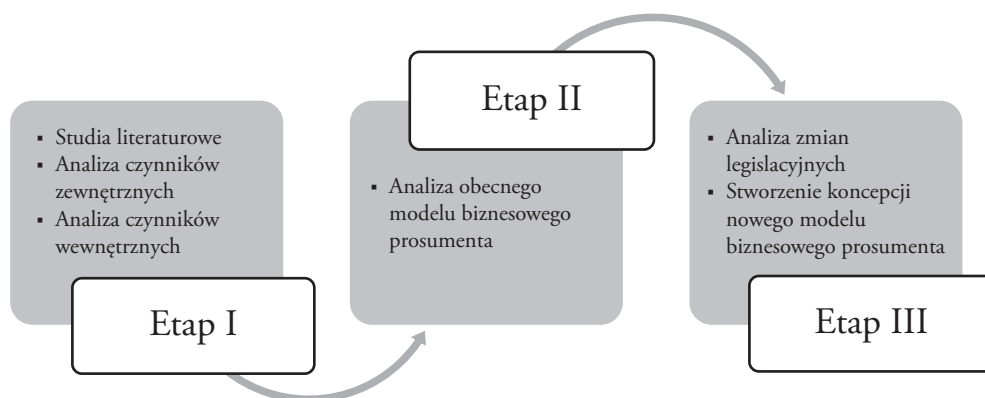 ▪ Studia literaturowe
▪ Analiza czynników
zewnętrznych
▪ Analiza czynników
wewnętrznych
Etap I
Etap II
▪ Analiza obecnego
modelu biznesowego
prosumenta
▪ Analiza zmian
legislacyjnych
▪ Stworzenie koncepcji
nowego modelu
biznesowego prosumenta
Etap III